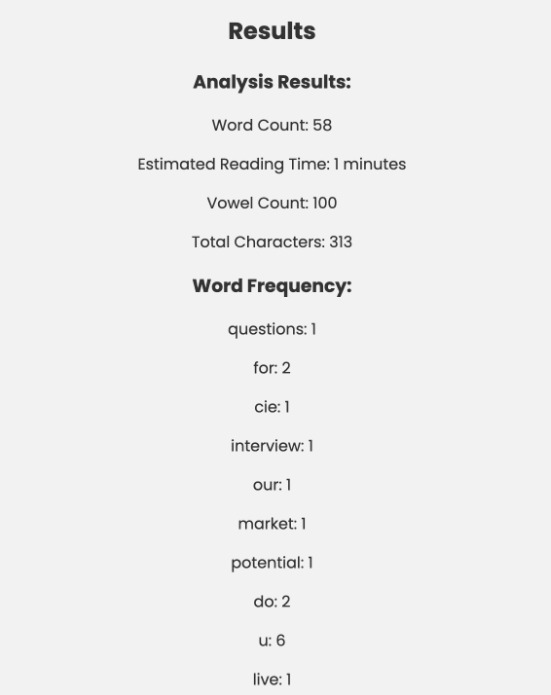 Results
Analysis Results:
Word Count: 58
Estimated Reading Time: 1 minutes
Vowel Count: 100
Total Characters: 313
Word Frequency:
questions: 1
for: 2
cie: 1
interview: 1
our: 1
market: 1
potential: 1
do: 2
u: 6
live: 1